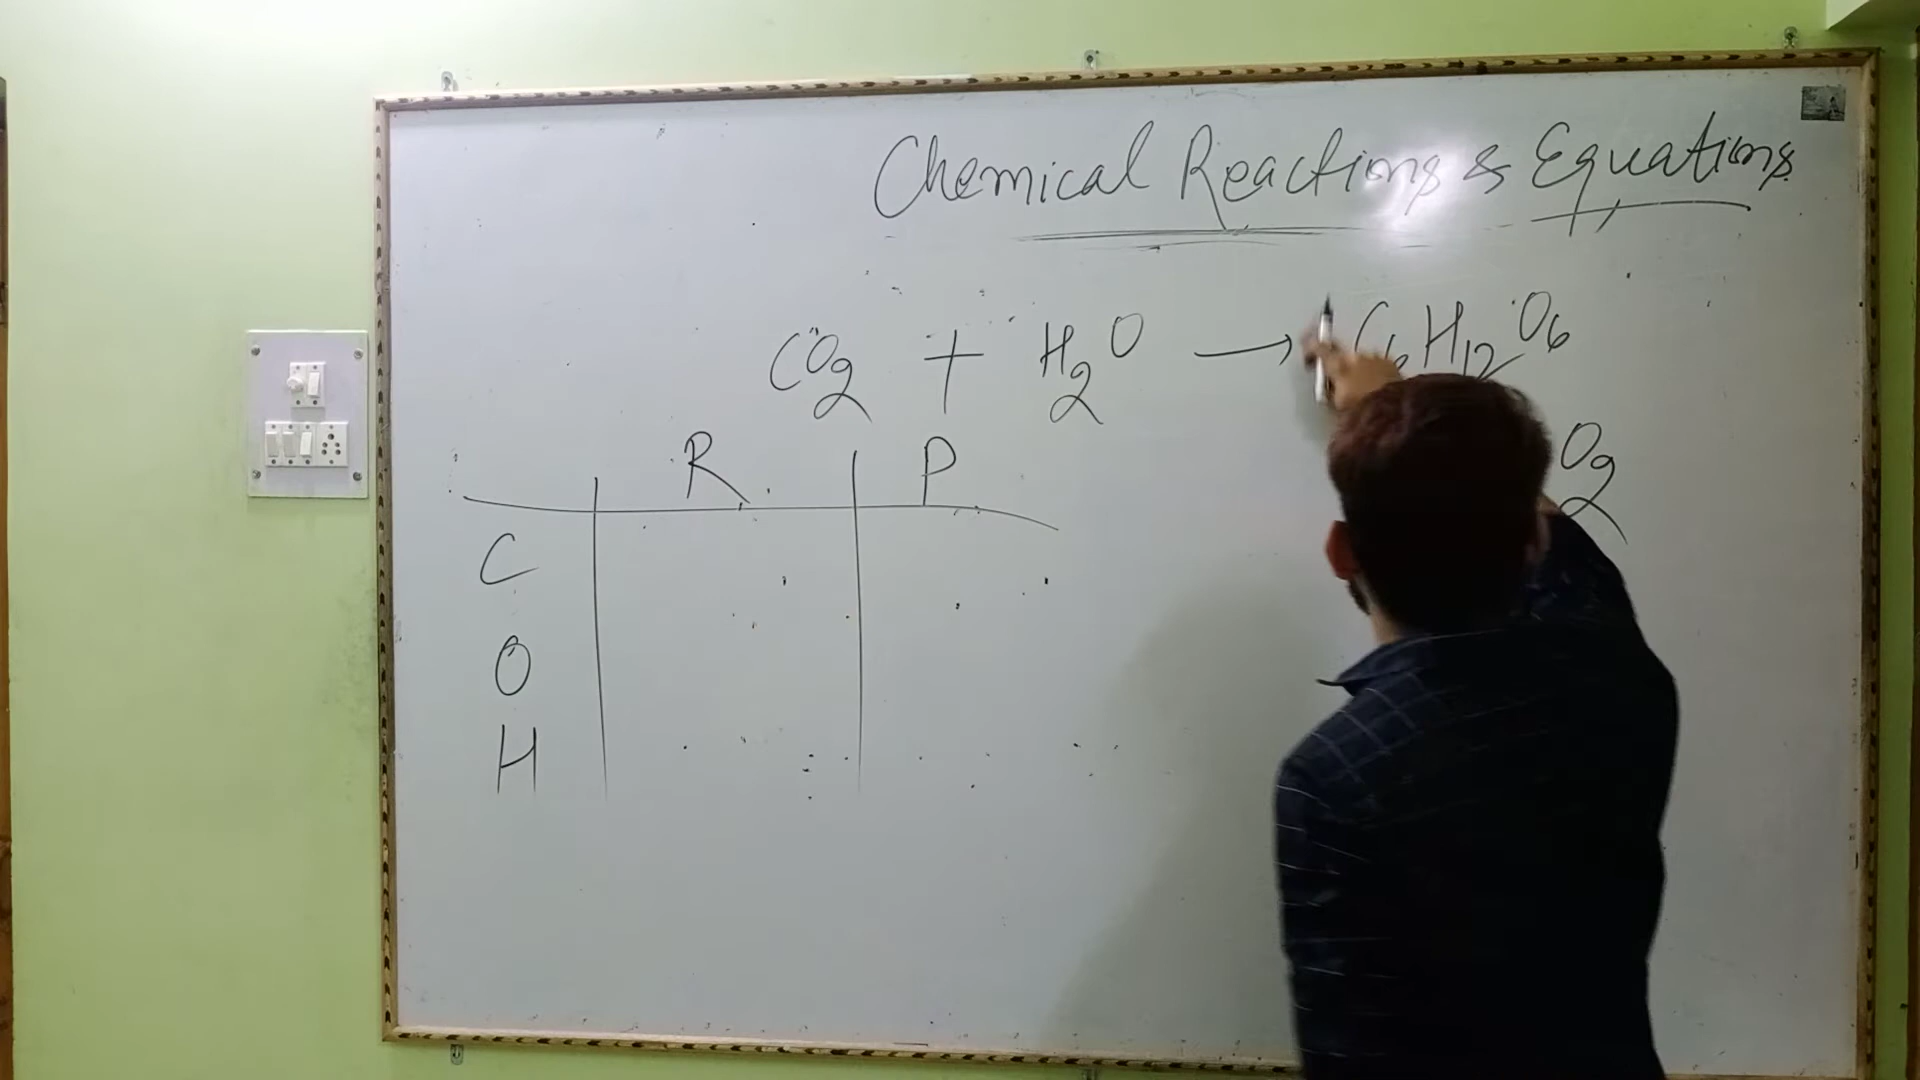 Chemical Reactions & Equations
CO2 + H2O → C6H12O6
O2
R P
C
O
H